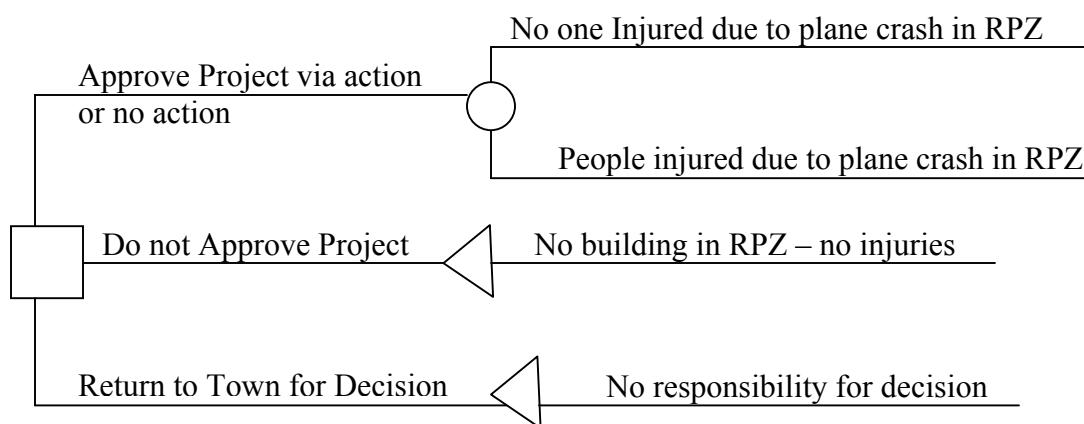 No one Injured due to plane crash in RPZ
Approve Project via action
or no action
People injured due to plane crash in RPZ
Do not Approve Project
No building in RPZ – no injuries
Return to Town for Decision
No responsibility for decision